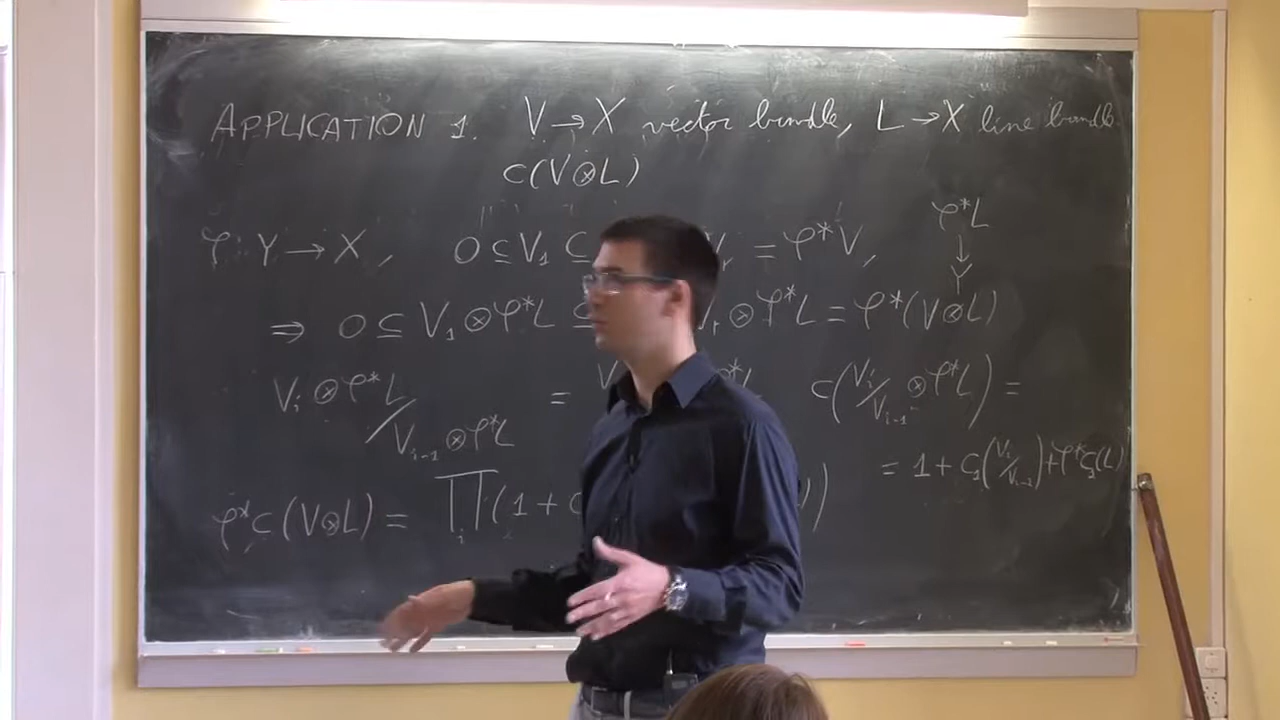 APPLICATION 1. V → X vector bundle, L → X line bundle
c(V⊗L)
φ*L
↓
φ: Y → X, 0 ⊆ V₁ ⊆ = φ*V, Y
⇒ 0 ⊆ V₁⊗φ*L ⊆ ⊗φ*L = φ*(V⊗L)
Vᵢ⊗φ*L / Vᵢ₋₁⊗φ*L = c(Vᵢ/Vᵢ₋₁ ⊗φ*L) =
= 1 + c₁(Vᵢ/Vᵢ₋₁) + φ*c₁(L)
φ*c(V⊗L) = ∏ᵢ(1 + c ))